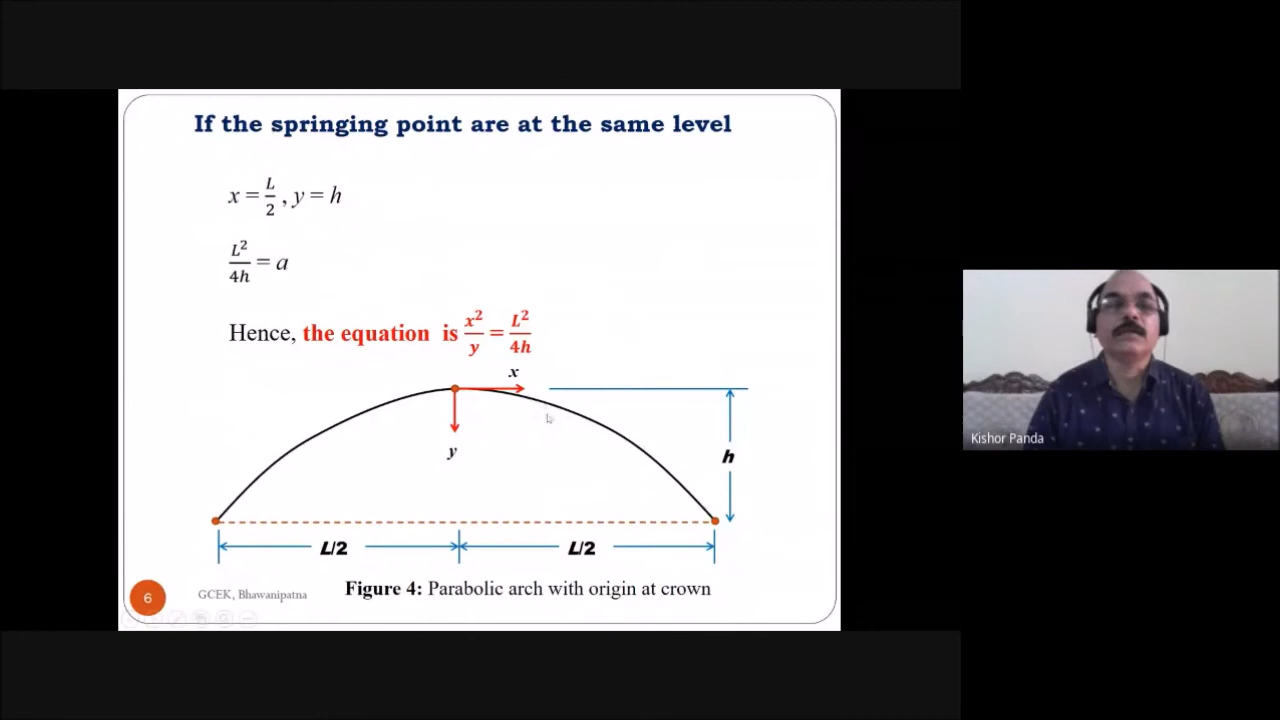 If the springing point are at the same level
x = L/2 , y = h
L²/4h = a
Hence, the equation is x²/y = L²/4h
x
y
h
L/2 L/2
Figure 4: Parabolic arch with origin at crown
6 GCEK, Bhawanipatna
Kishor Panda